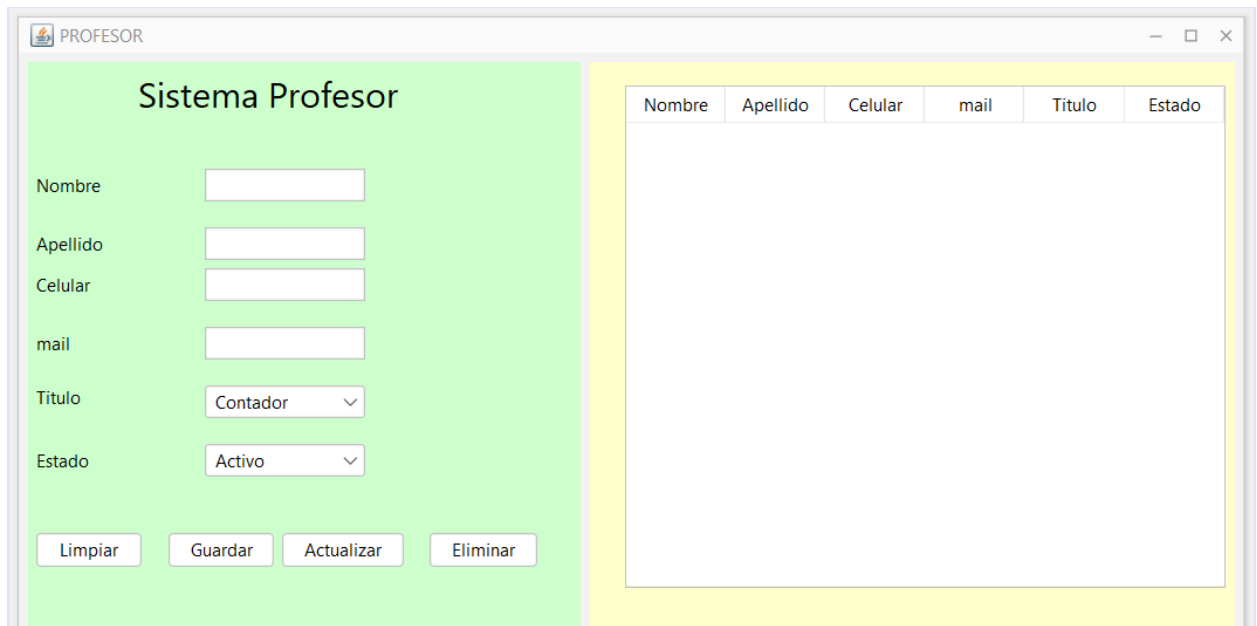 PROFESOR
Sistema Profesor
Nombre
Apellido
Celular
mail
Titulo
Contador
Estado
Activo
Limpiar Guardar Actualizar Eliminar
Nombre Apellido Celular mail Titulo Estado